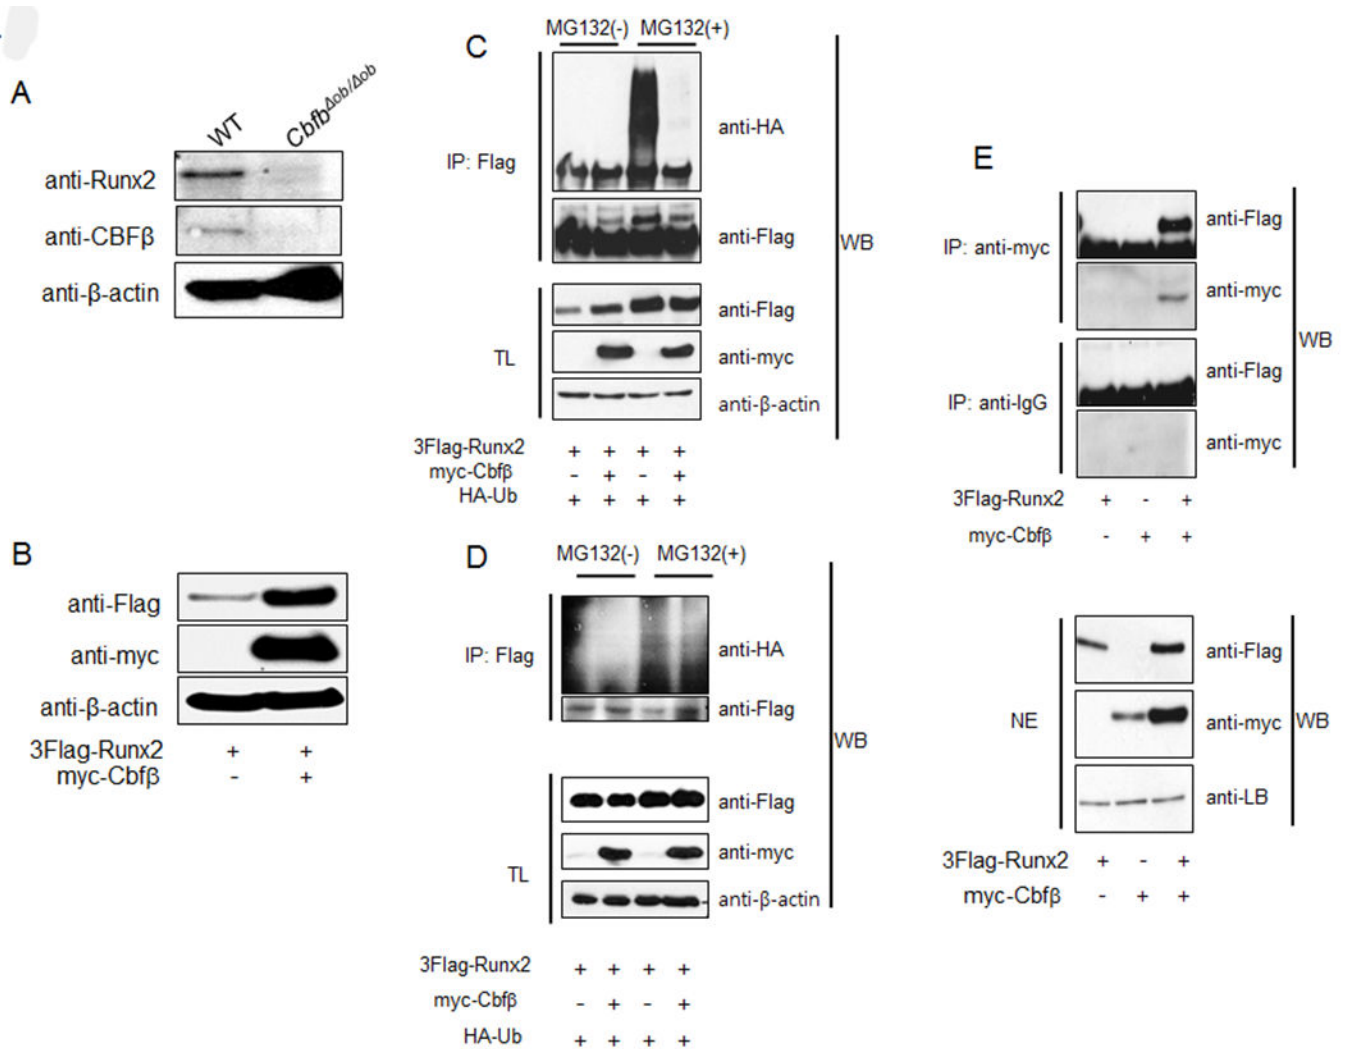 A
WT
Cbfb^Δob/Δob
anti-Runx2
anti-CBFβ
anti-β-actin
B
anti-Flag
anti-myc
anti-β-actin
3Flag-Runx2 + +
myc-Cbfβ - +
C
MG132(-) MG132(+)
IP: Flag
anti-HA
anti-Flag
WB
TL
anti-Flag
anti-myc
anti-β-actin
3Flag-Runx2 + + + +
myc-Cbfβ - + - +
HA-Ub + + + +
D
MG132(-) MG132(+)
IP: Flag
anti-HA
anti-Flag
WB
TL
anti-Flag
anti-myc
anti-β-actin
3Flag-Runx2 + + + +
myc-Cbfβ - + - +
HA-Ub + + + +
E
IP: anti-myc
anti-Flag
anti-myc
WB
IP: anti-IgG
anti-Flag
anti-myc
3Flag-Runx2 + - +
myc-Cbfβ - + +
NE
anti-Flag
anti-myc
WB
anti-LB
3Flag-Runx2 + - +
myc-Cbfβ - + +